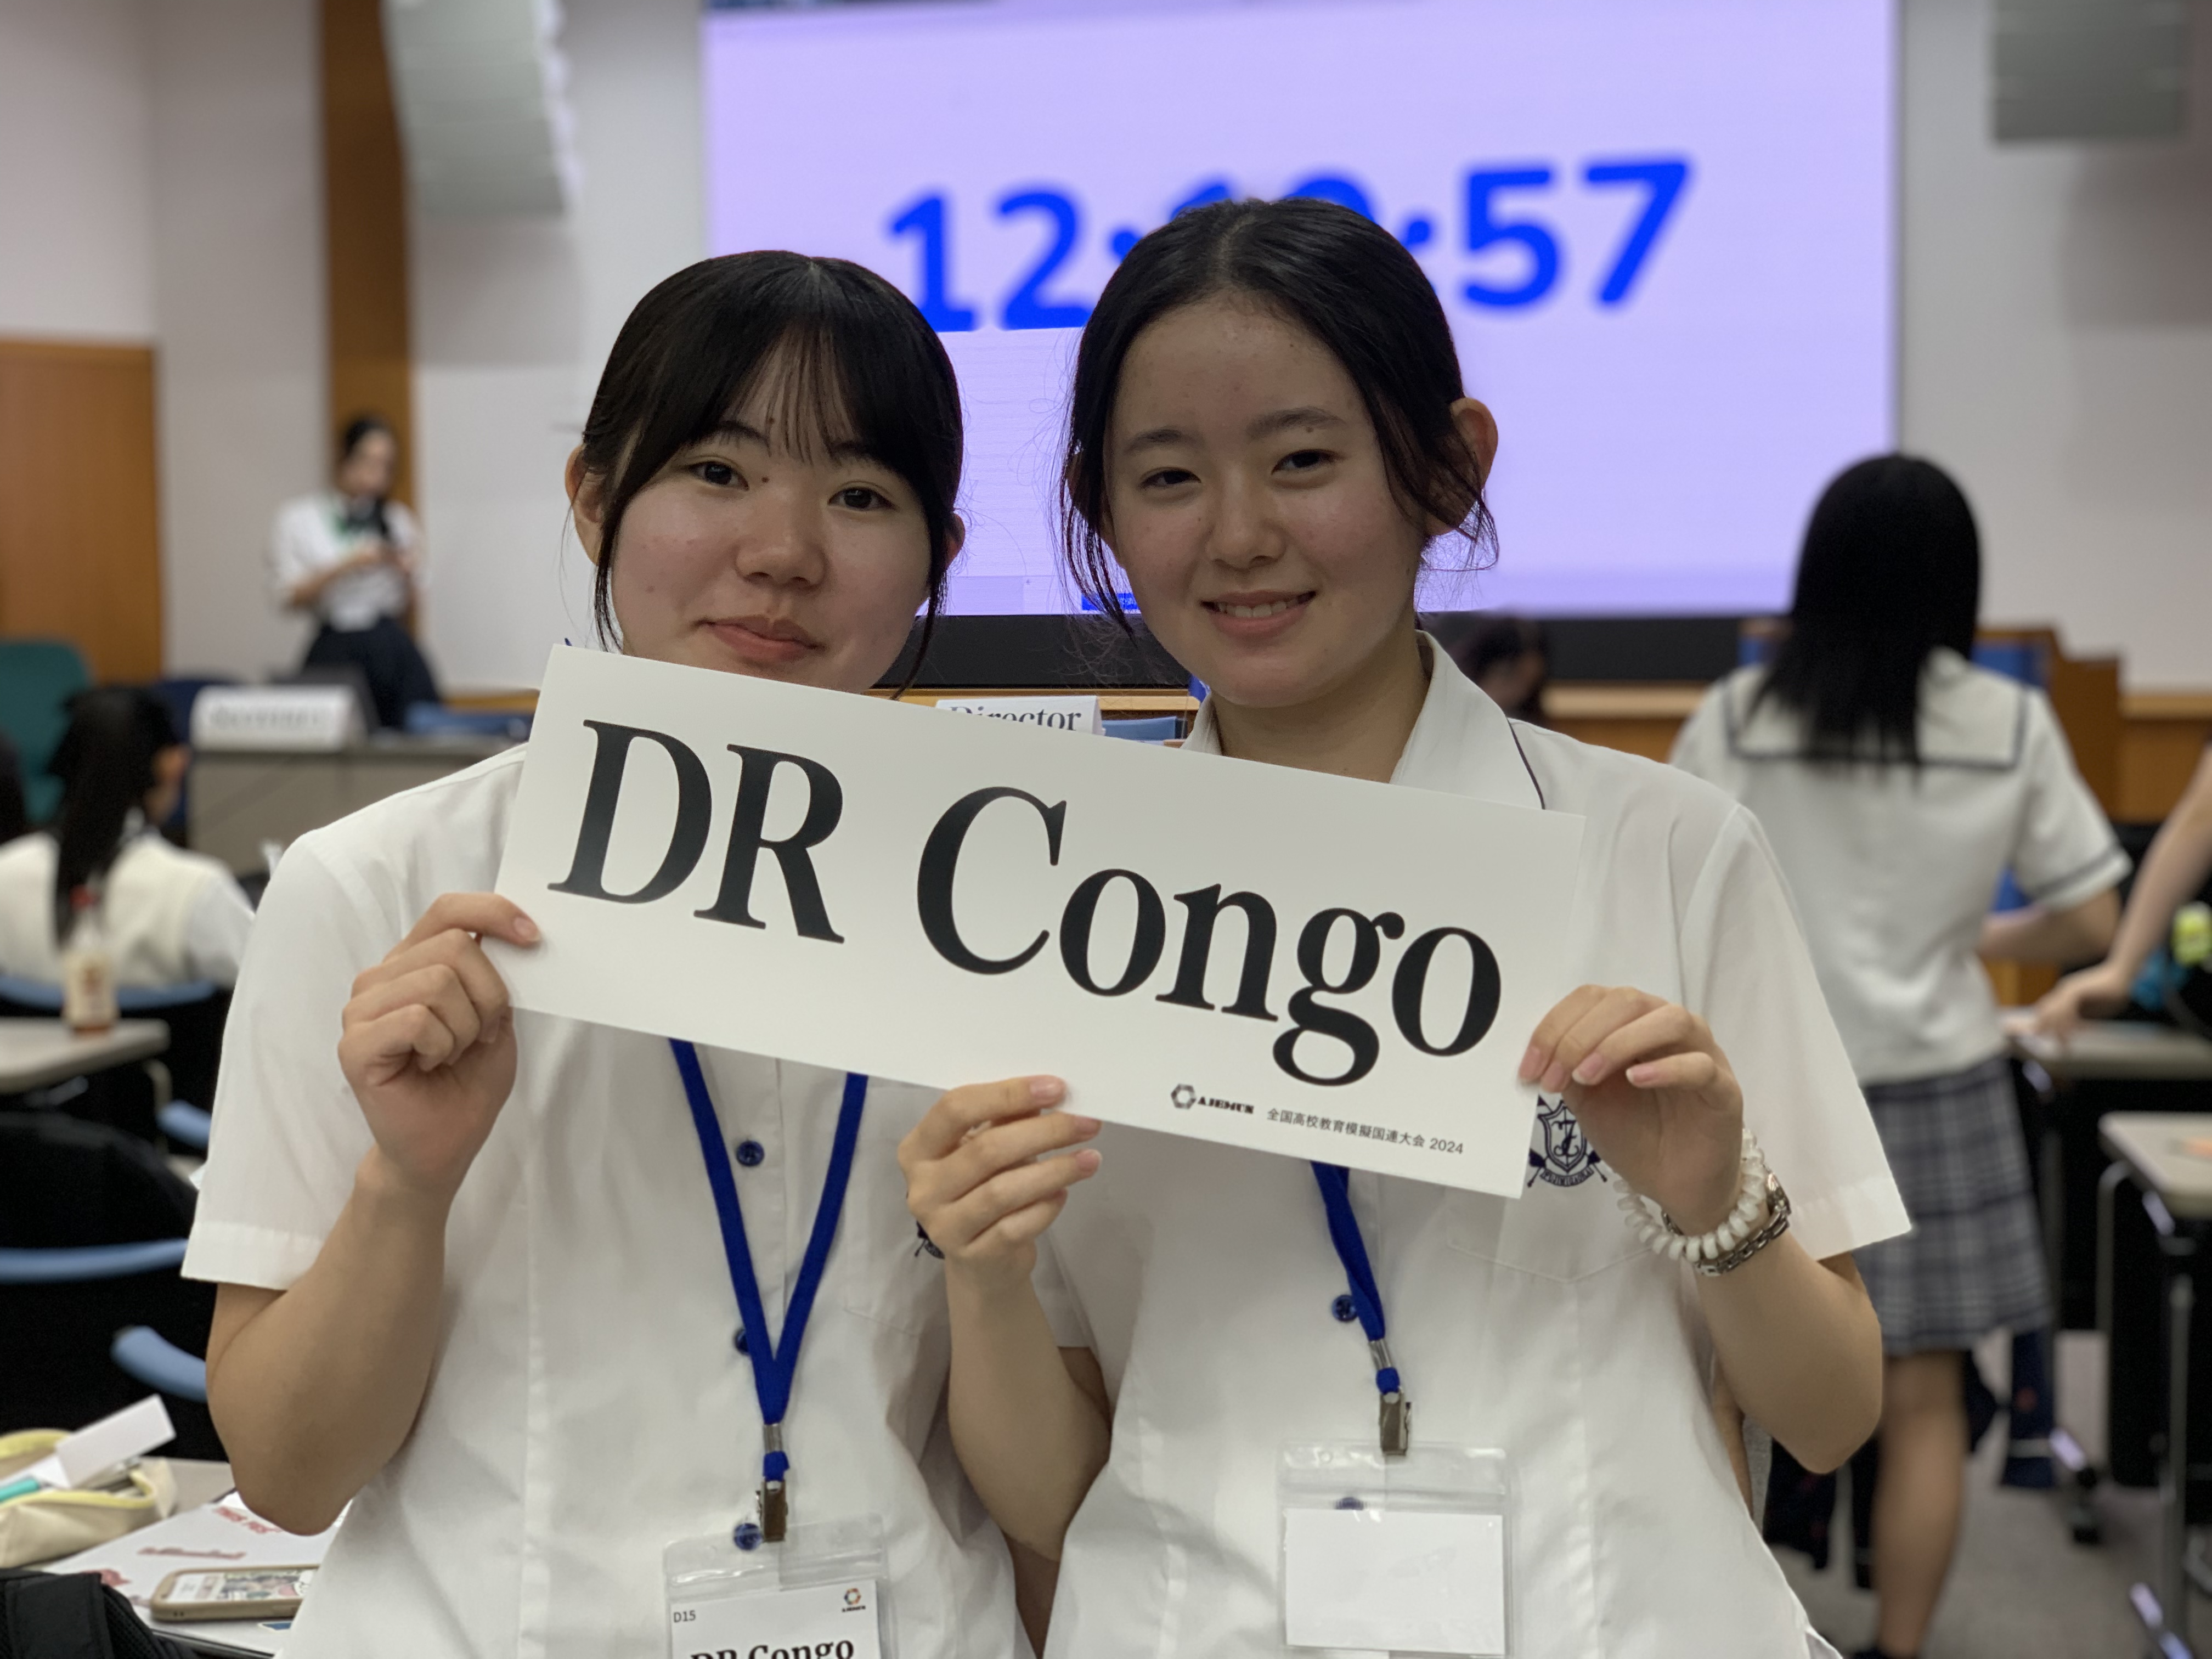 57
Director
DR Congo
AJEMUN 全国高校教育模擬国連大会 2024
D15
DR Congo